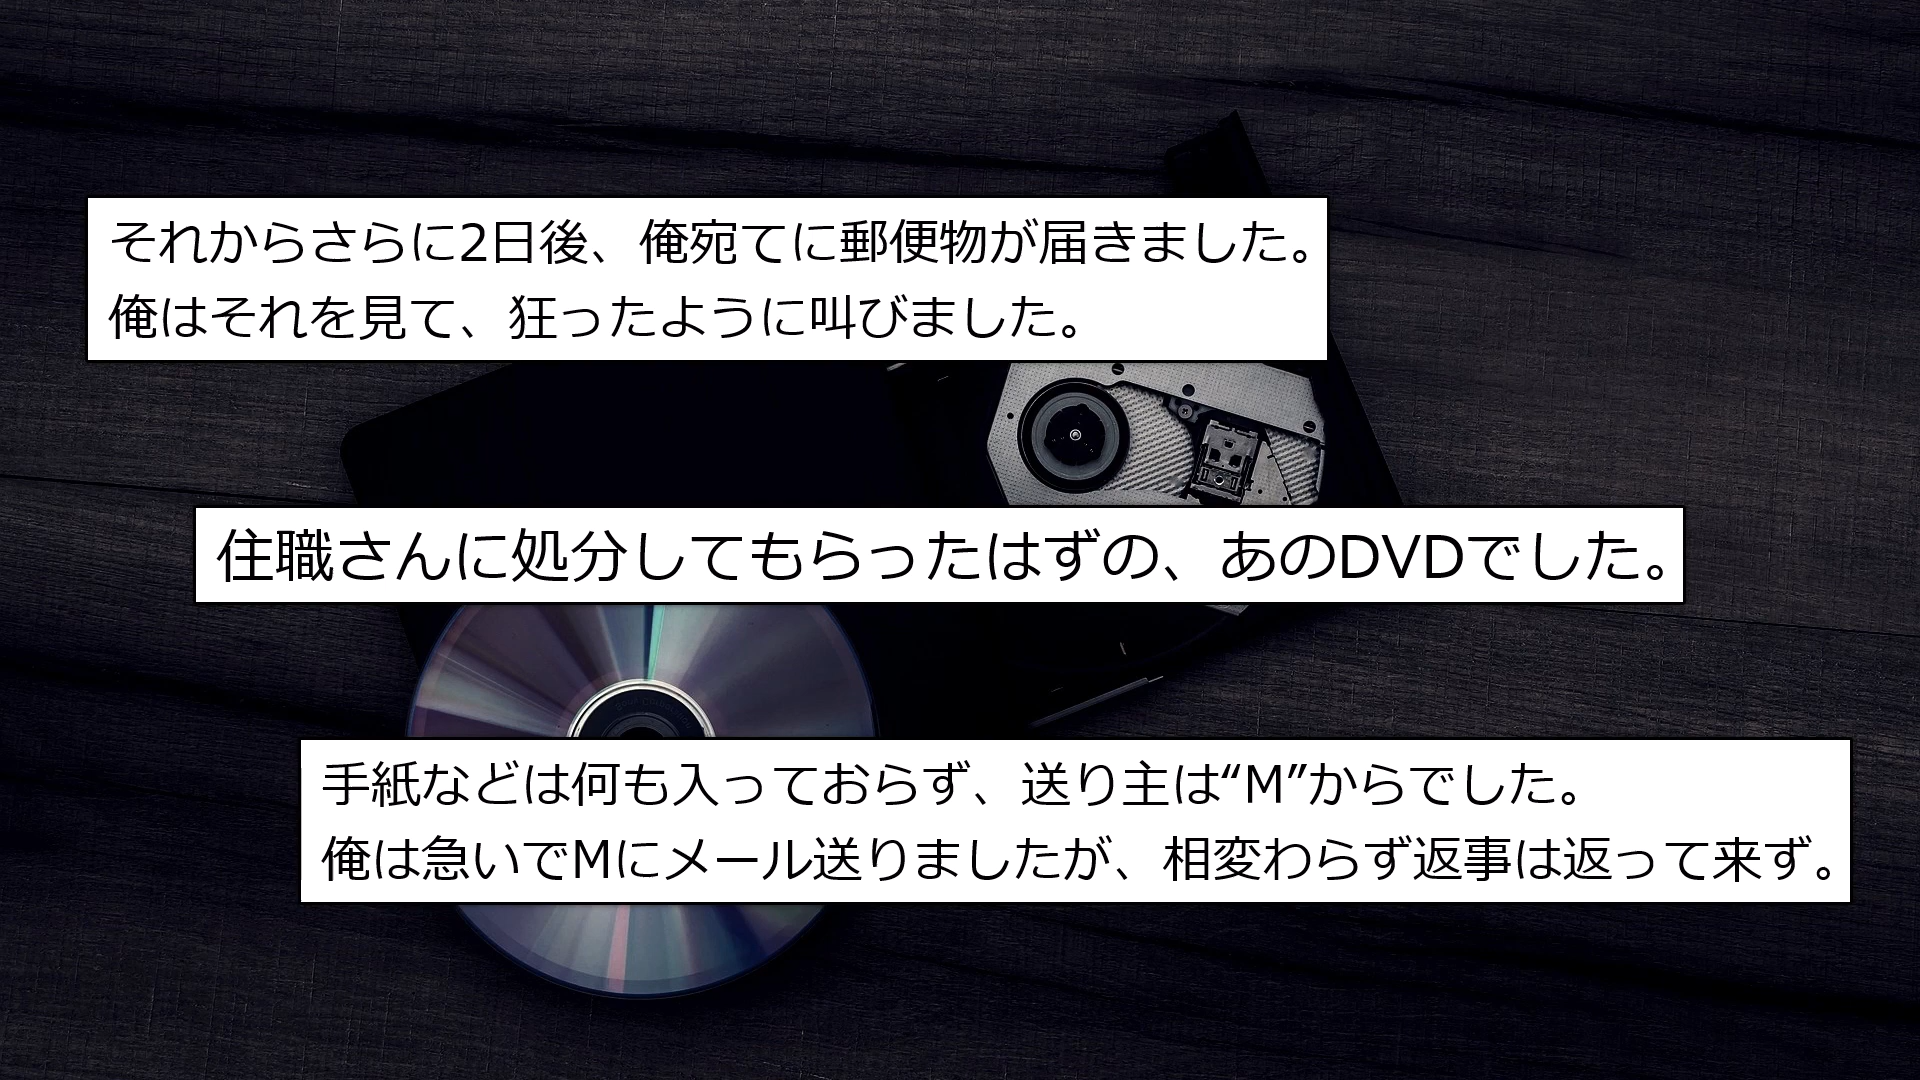 それからさらに2日後、俺宛てに郵便物が届きました。
俺はそれを見て、狂ったように叫びました。
住職さんに処分してもらったはずの、あのDVDでした。
手紙などは何も入っておらず、送り主は“M”からでした。
俺は急いでMにメール送りましたが、相変わらず返事は返って来ず。